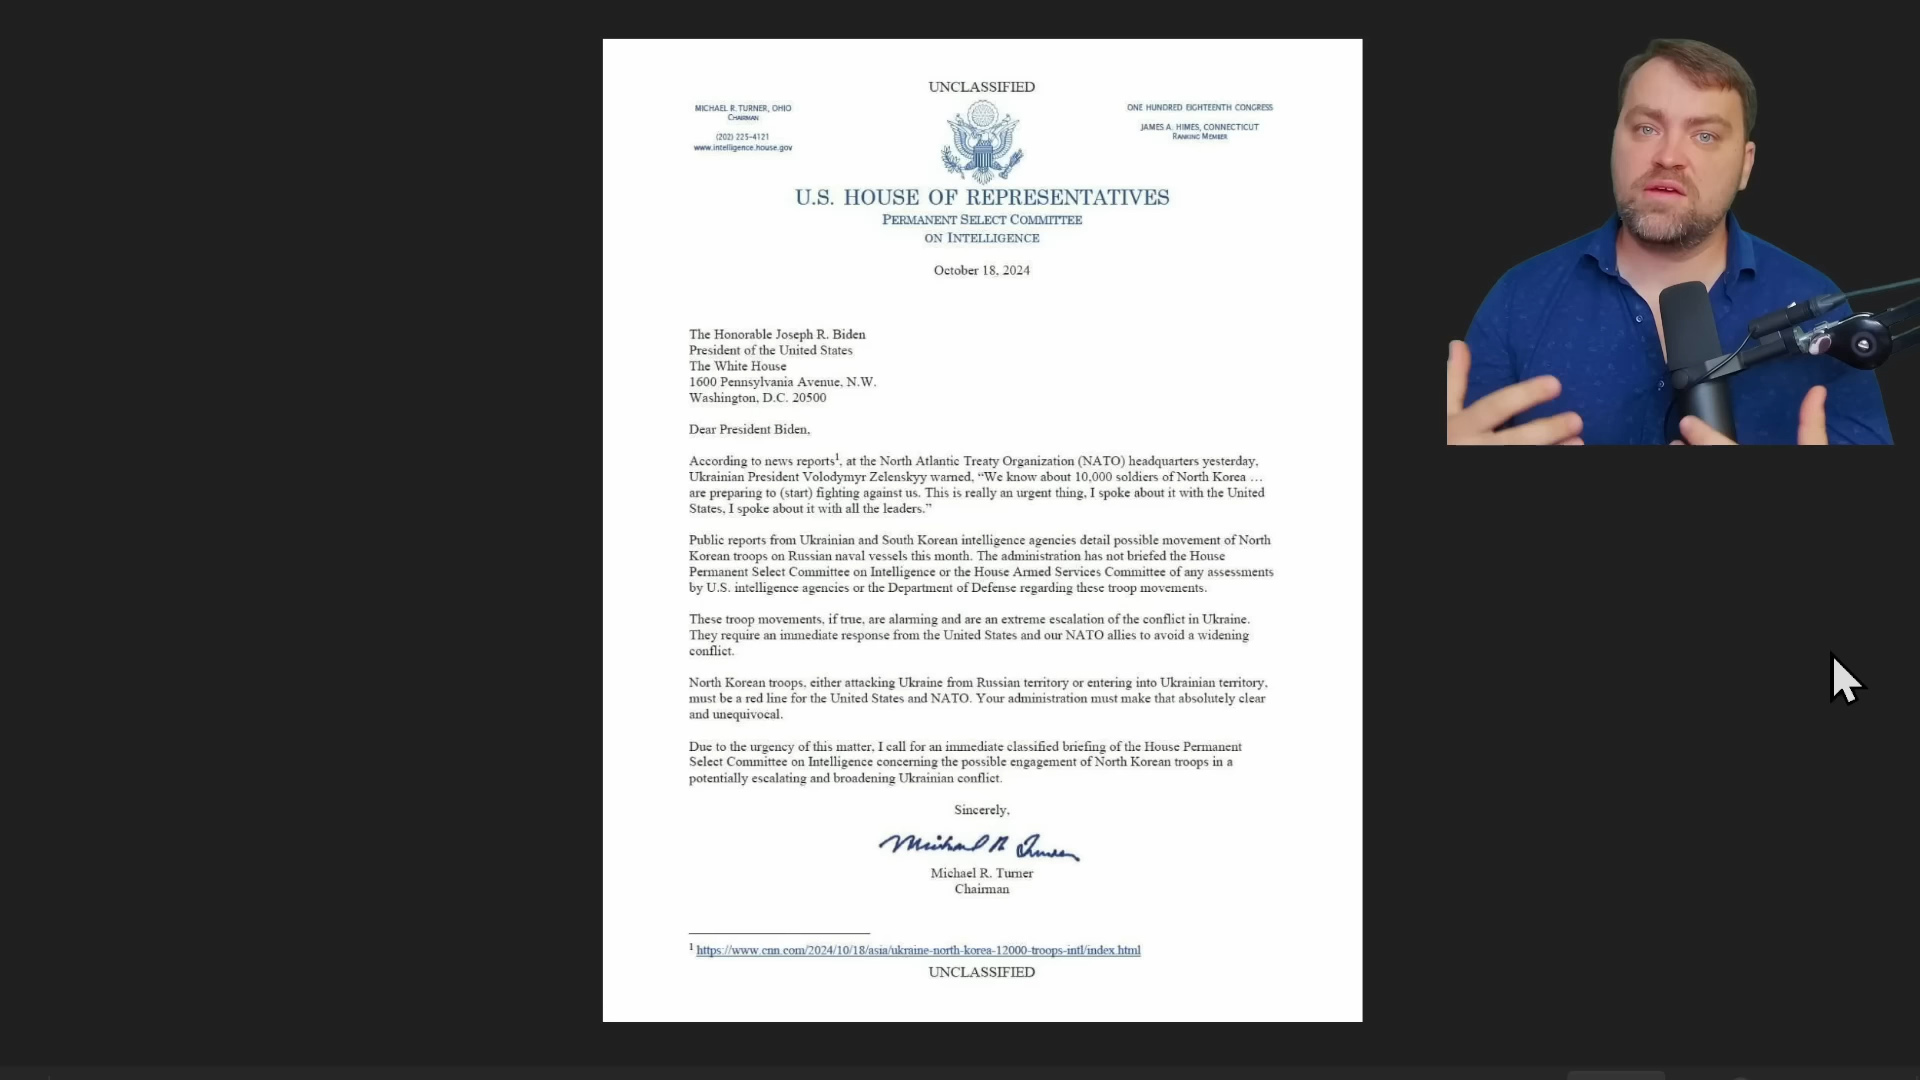 UNCLASSIFIED
MICHAEL R. TURNER, OHIO
CHAIRMAN
(202) 225-4121
www.intelligence.house.gov
ONE HUNDRED EIGHTEENTH CONGRESS
JAMES A. HIMES, CONNECTICUT
RANKING MEMBER
U.S. HOUSE OF REPRESENTATIVES
PERMANENT SELECT COMMITTEE
ON INTELLIGENCE
October 18, 2024
The Honorable Joseph R. Biden
President of the United States
The White House
1600 Pennsylvania Avenue, N.W.
Washington, D.C. 20500
Dear President Biden,
According to news reports¹, at the North Atlantic Treaty Organization (NATO) headquarters yesterday,
Ukrainian President Volodymyr Zelenskyy warned, “We know about 10,000 soldiers of North Korea …
are preparing to (start) fighting against us. This is really an urgent thing, I spoke about it with the United
States, I spoke about it with all the leaders.”
Public reports from Ukrainian and South Korean intelligence agencies detail possible movement of North
Korean troops on Russian naval vessels this month. The administration has not briefed the House
Permanent Select Committee on Intelligence or the House Armed Services Committee of any assessments
by U.S. intelligence agencies or the Department of Defense regarding these troop movements.
These troop movements, if true, are alarming and are an extreme escalation of the conflict in Ukraine.
They require an immediate response from the United States and our NATO allies to avoid a widening
conflict.
North Korean troops, either attacking Ukraine from Russian territory or entering into Ukrainian territory,
must be a red line for the United States and NATO. Your administration must make that absolutely clear
and unequivocal.
Due to the urgency of this matter, I call for an immediate classified briefing of the House Permanent
Select Committee on Intelligence concerning the possible engagement of North Korean troops in a
potentially escalating and broadening Ukrainian conflict.
Sincerely,
Michael R. Turner
Michael R. Turner
Chairman
¹ https://www.cnn.com/2024/10/18/asia/ukraine-north-korea-12000-troops-intl/index.html
UNCLASSIFIED